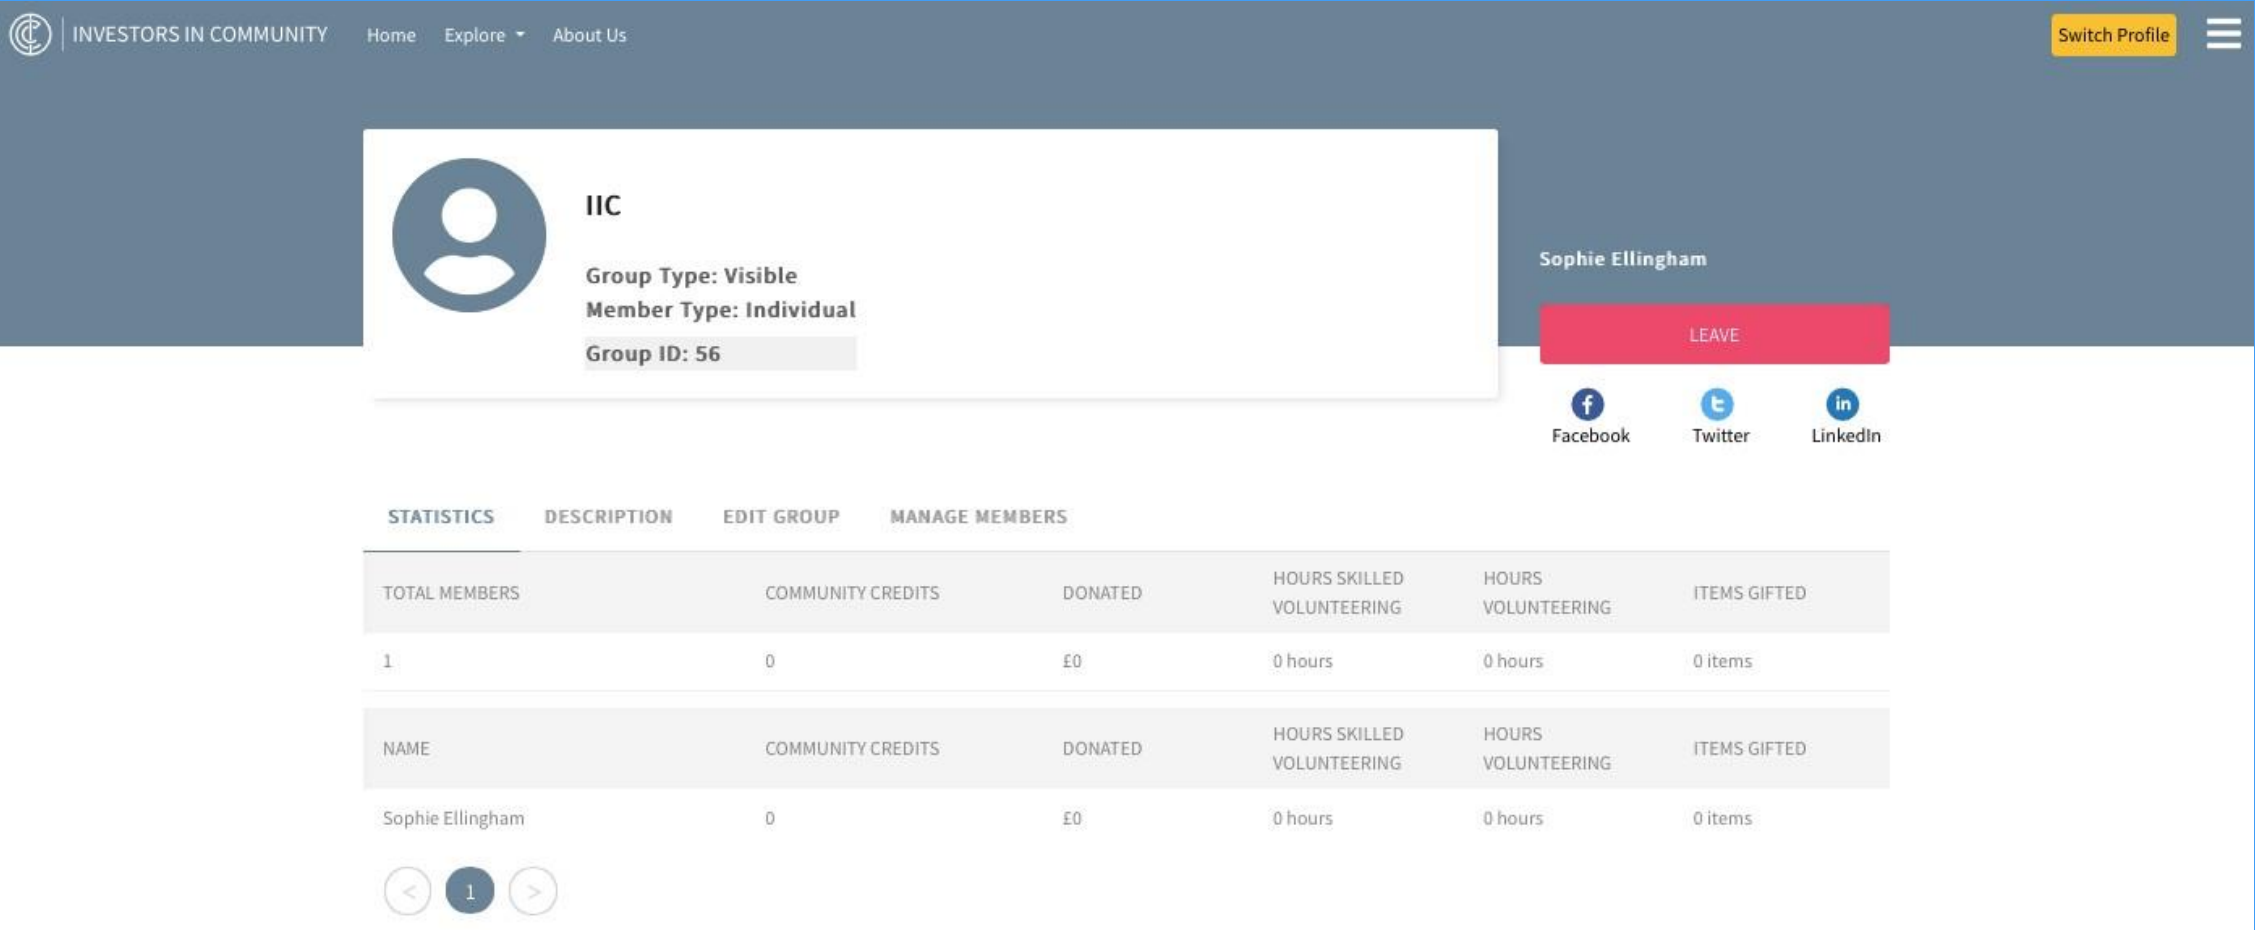 INVESTORS IN COMMUNITY Home Explore About Us Switch Profile
IIC
Group Type: Visible
Member Type: Individual
Group ID: 56
Sophie Ellingham
LEAVE
Facebook Twitter LinkedIn
STATISTICS DESCRIPTION EDIT GROUP MANAGE MEMBERS
TOTAL MEMBERS COMMUNITY CREDITS DONATED HOURS SKILLED VOLUNTEERING HOURS VOLUNTEERING ITEMS GIFTED
1 0 £0 0 hours 0 hours 0 items
NAME COMMUNITY CREDITS DONATED HOURS SKILLED VOLUNTEERING HOURS VOLUNTEERING ITEMS GIFTED
Sophie Ellingham 0 £0 0 hours 0 hours 0 items
< 1 >